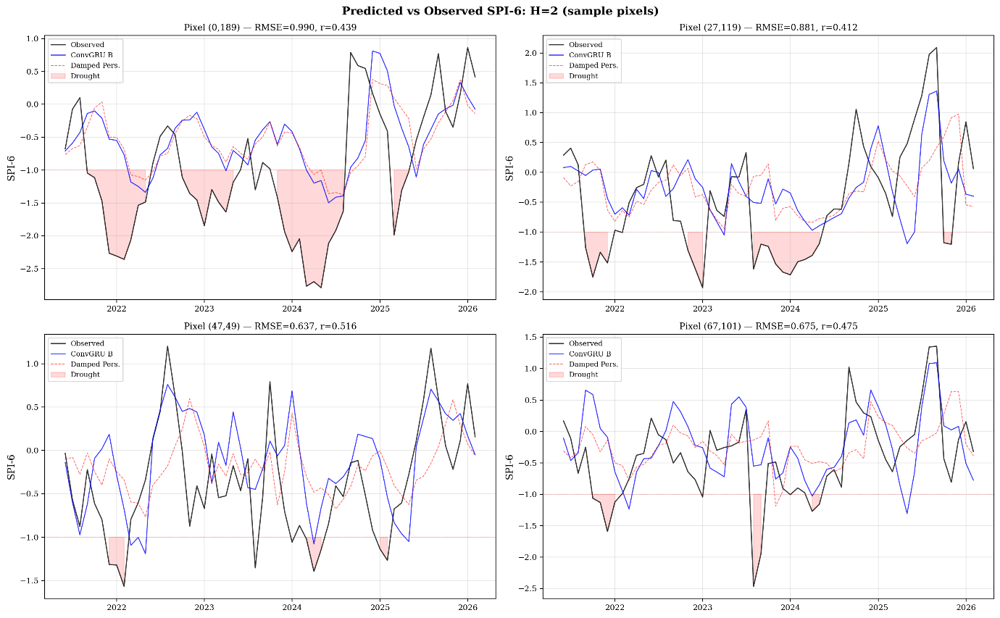 Predicted vs Observed SPI-6: H=2 (sample pixels)
Pixel (0,189) — RMSE=0.990, r=0.439
1.0
0.5
0.0
−0.5
−1.0
−1.5
−2.0
−2.5
SPI-6
Observed
ConvGRU B
Damped Pers.
Drought
2022
2023
2024
2025
2026
Pixel (27,119) — RMSE=0.881, r=0.412
2.0
1.5
1.0
0.5
0.0
−0.5
−1.0
−1.5
−2.0
SPI-6
Observed
ConvGRU B
Damped Pers.
Drought
2022
2023
2024
2025
2026
Pixel (47,49) — RMSE=0.637, r=0.516
1.0
0.5
0.0
−0.5
−1.0
−1.5
SPI-6
Observed
ConvGRU B
Damped Pers.
Drought
2022
2023
2024
2025
2026
Pixel (67,101) — RMSE=0.675, r=0.475
1.5
1.0
0.5
0.0
−0.5
−1.0
−1.5
−2.0
−2.5
SPI-6
Observed
ConvGRU B
Damped Pers.
Drought
2022
2023
2024
2025
2026